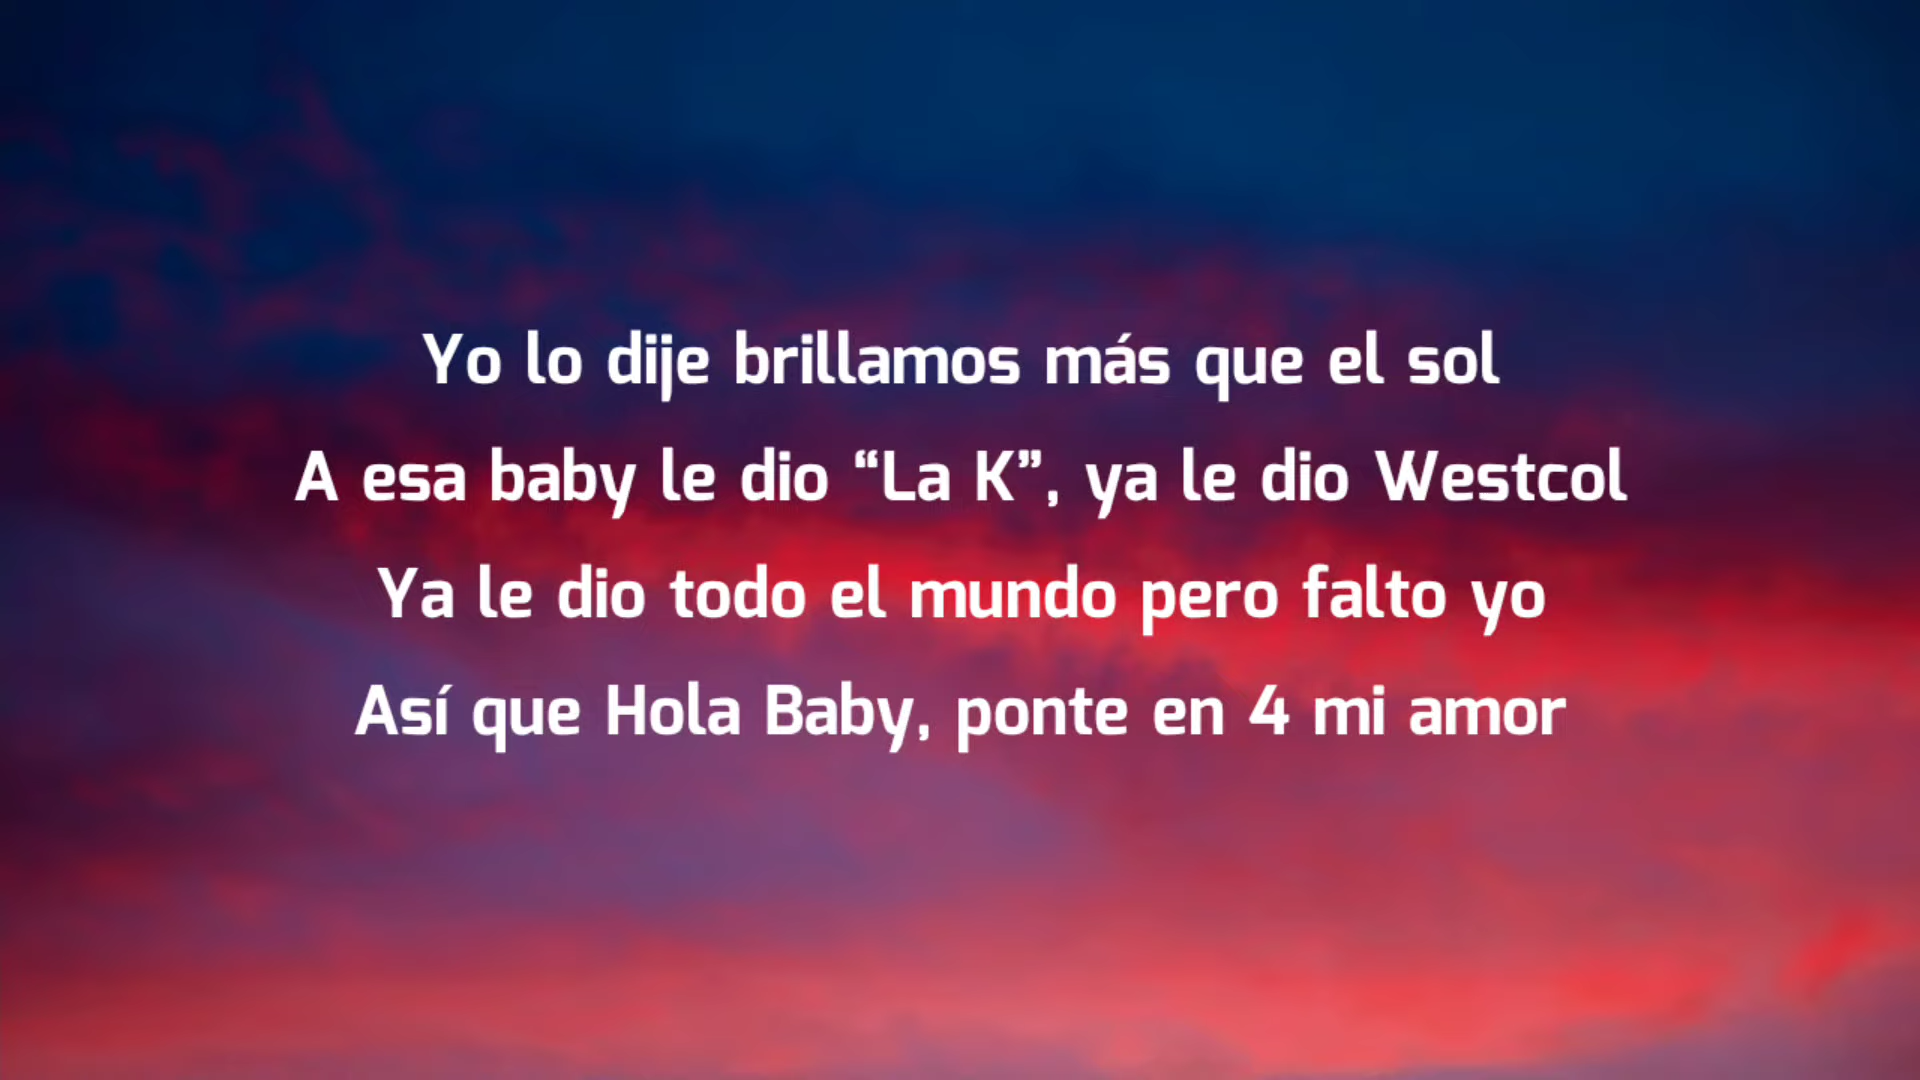 Yo lo dije brillamos más que el sol
A esa baby le dio “La K”, ya le dio Westcol
Ya le dio todo el mundo pero falto yo
Así que Hola Baby, ponte en 4 mi amor